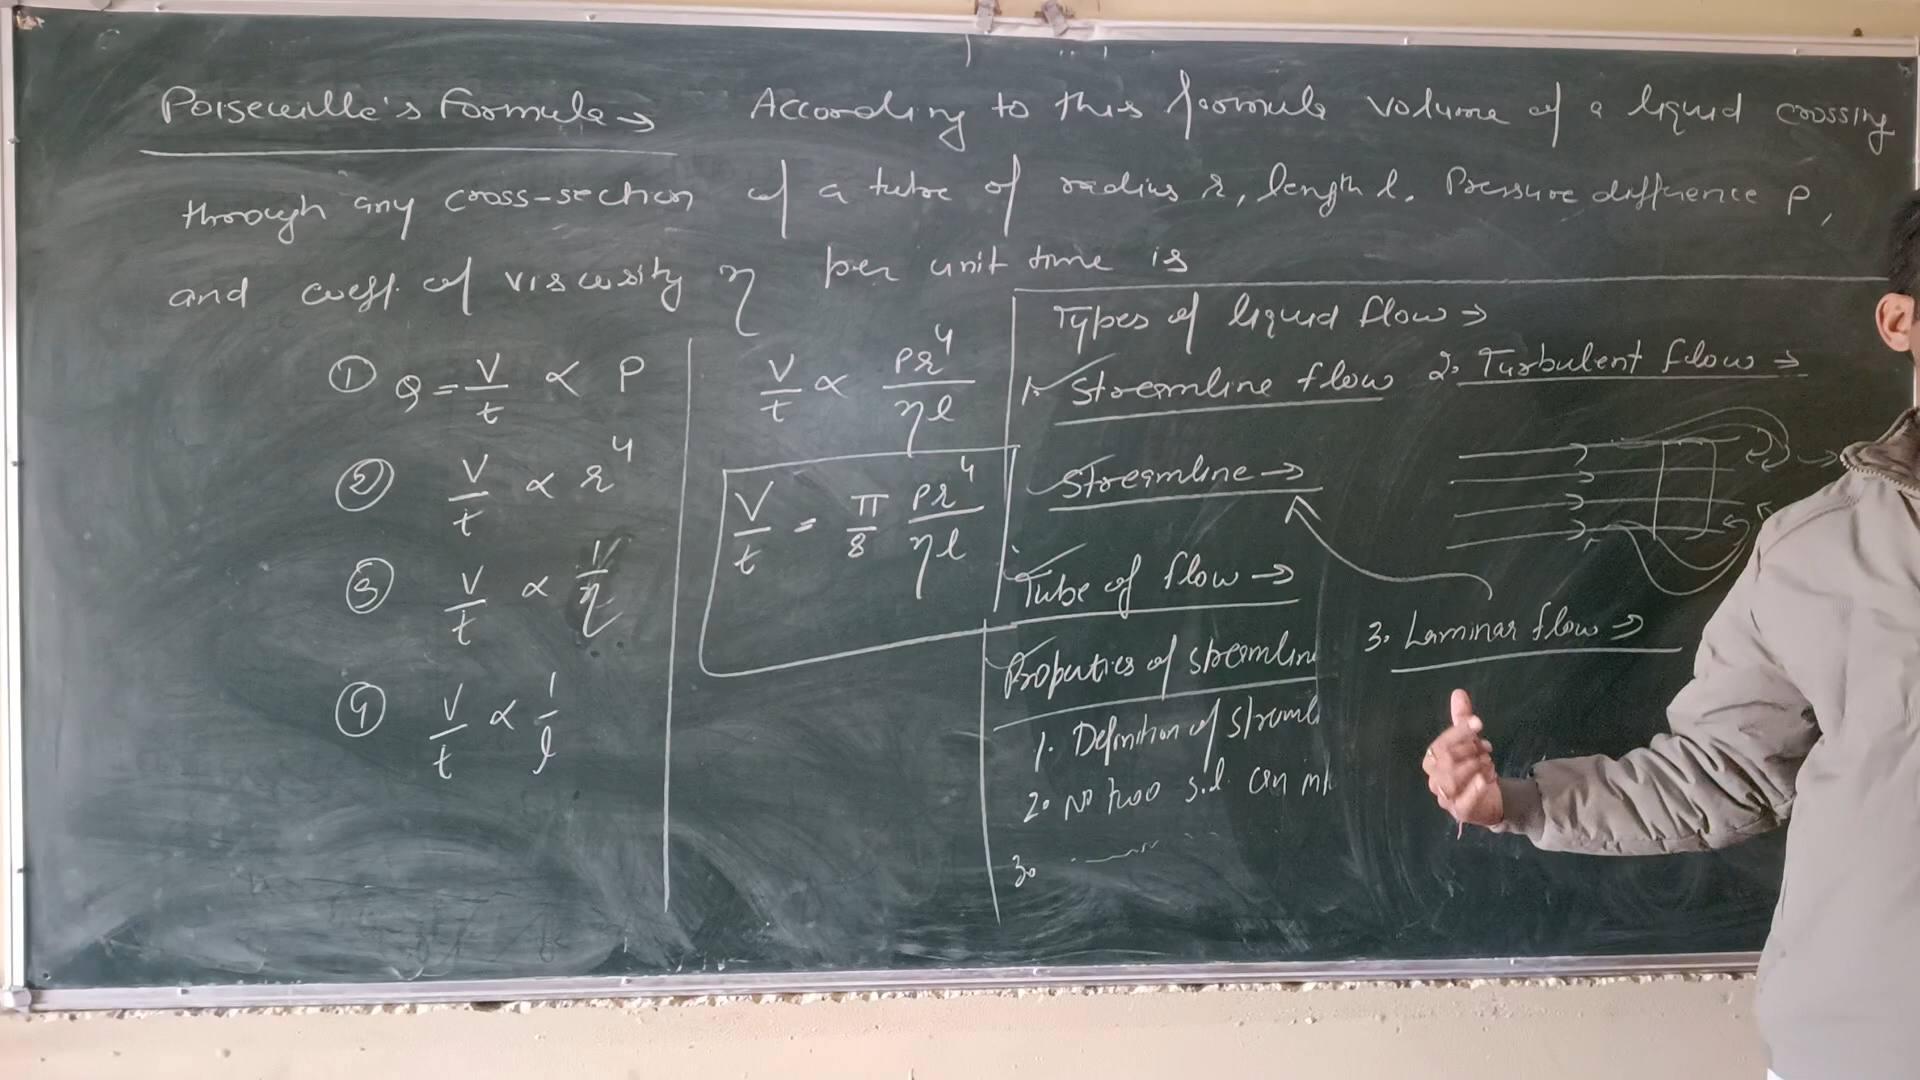 Poiseuille's Formula → According to this formula volume of a liquid crossing
through any cross-section of a tube of radius r, length l. Pressure difference P,
and coeff. of viscosity η per unit time is
① Q = V/t ∝ P
② V/t ∝ r⁴
③ V/t ∝ 1/η
④ V/t ∝ 1/l
V/t ∝ Pr⁴/ηl
V/t = π/8 Pr⁴/ηl
Types of liquid flow →
1. Streamline flow
Streamline →
Tube of flow →
Properties of streamlin
1. Definition of streml
2. No two s.l. can in
3.
2. Turbulent flow →
3. Laminar flow →